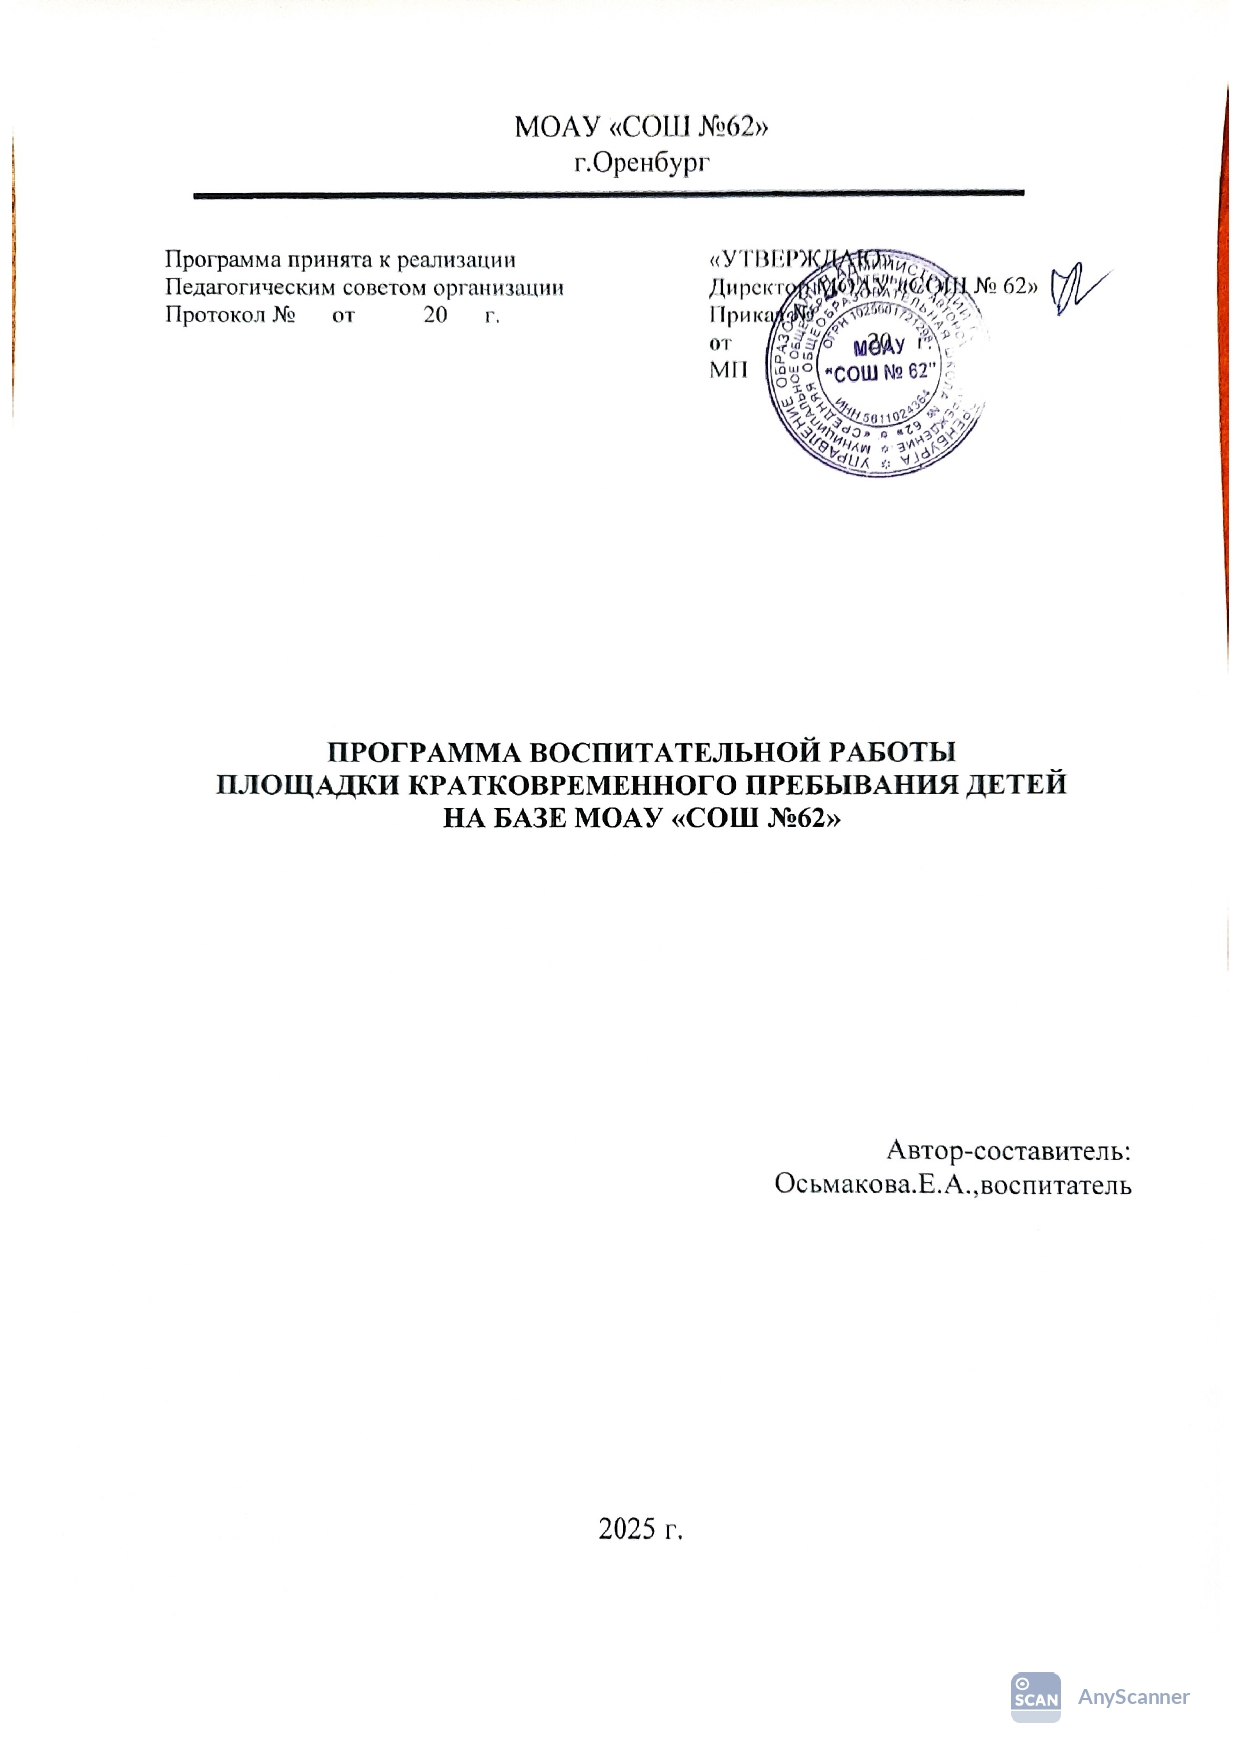 МОАУ «СОШ №62»
г.Оренбург
Программа принята к реализации
Педагогическим советом организации
Протокол № от 20 г.
«УТВЕРЖДАЮ»
Директор МОАУ «СОШ № 62»
Приказ №
от 20 г.
МП
МОАУ
"СОШ № 62"
ИНН 5611024364
ПРОГРАММА ВОСПИТАТЕЛЬНОЙ РАБОТЫ
ПЛОЩАДКИ КРАТКОВРЕМЕННОГО ПРЕБЫВАНИЯ ДЕТЕЙ
НА БАЗЕ МОАУ «СОШ №62»
Автор-составитель:
Осьмакова.Е.А.,воспитатель
2025 г.
SCAN AnyScanner